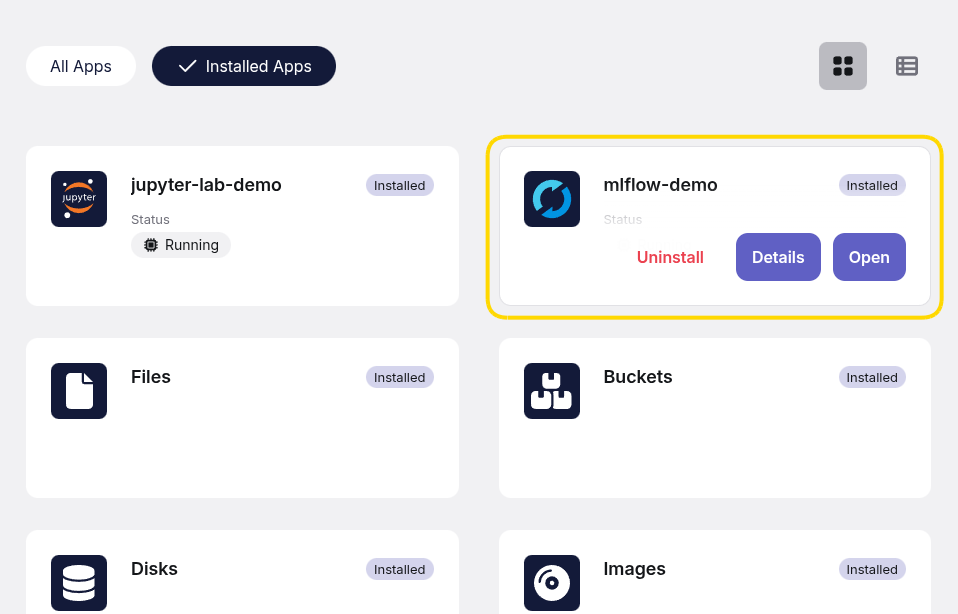 All Apps
Installed Apps
jupyter
jupyter-lab-demo
Installed
Status
Running
mlflow-demo
Installed
Status
Uninstall
Details
Open
Files
Installed
Buckets
Installed
Disks
Installed
Images
Installed